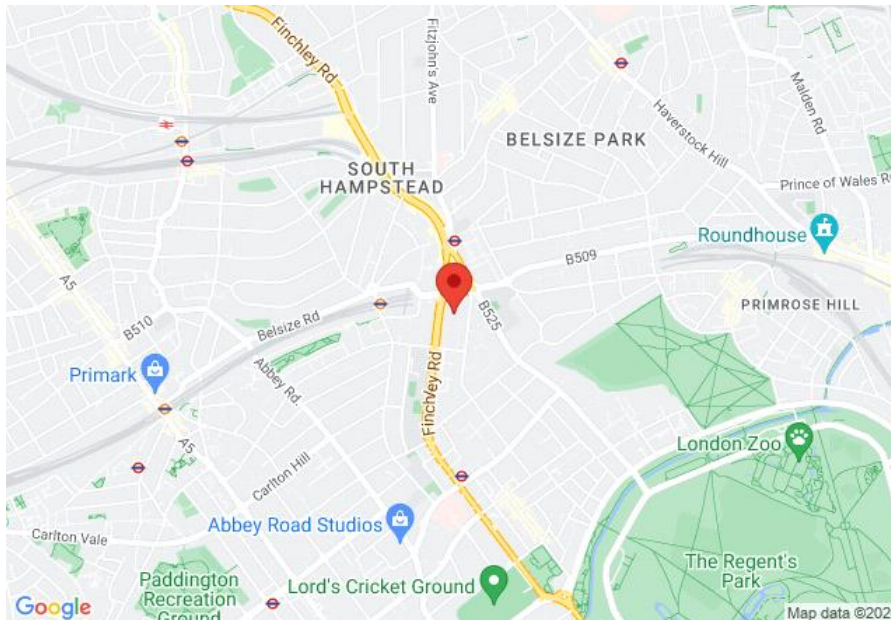 Finchley Rd
Fitzjohn's Ave
BELSIZE PARK
Haverstock Hill
Malden Rd
SOUTH
HAMPSTEAD
Prince of Wales R
Roundhouse
B509
A5
B510
Belsize Rd
B525
PRIMROSE HILL
Primark
Abbey Rd.
Finchley Rd
A5
London Zoo
Carlton Hill
Abbey Road Studios
Carlton Vale
The Regent's
Park
Paddington
Recreation
Ground
Lord's Cricket Ground
Google
Map data ©202